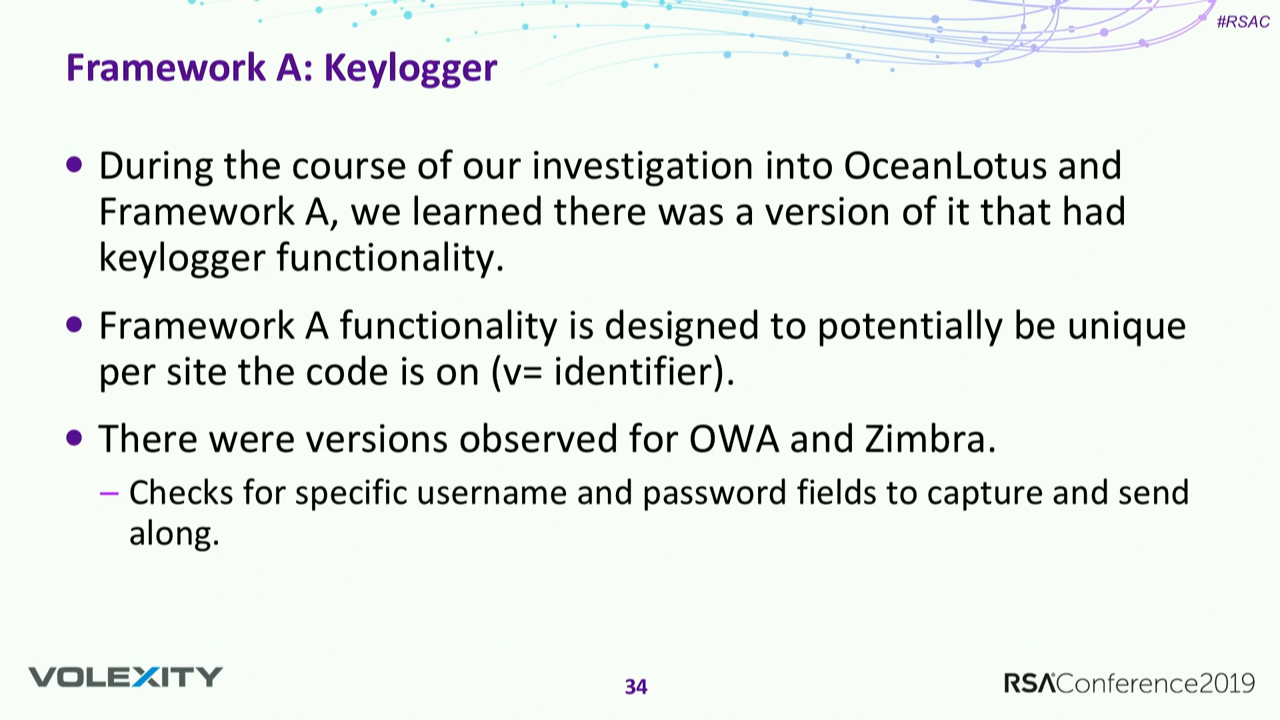 #RSAC
Framework A: Keylogger
• During the course of our investigation into OceanLotus and
Framework A, we learned there was a version of it that had
keylogger functionality.
• Framework A functionality is designed to potentially be unique
per site the code is on (v= identifier).
• There were versions observed for OWA and Zimbra.
– Checks for specific username and password fields to capture and send
along.
VOLEXITY
34
RSAConference2019